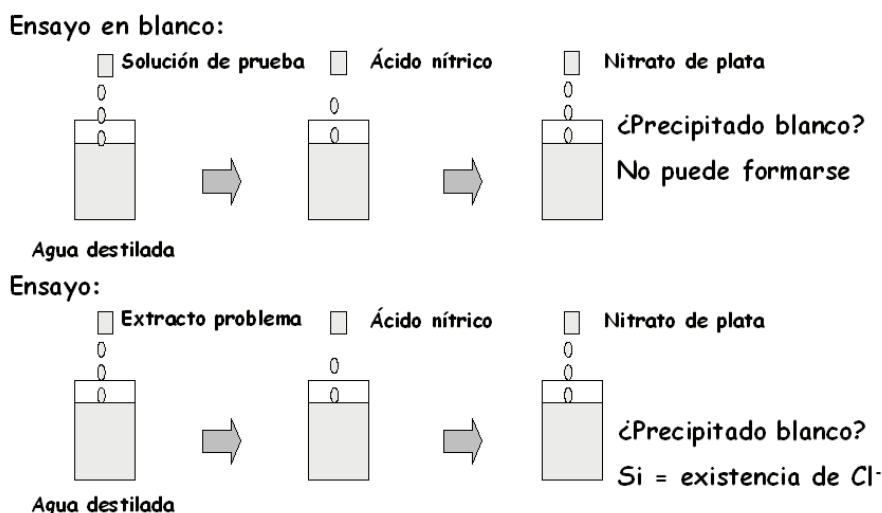 Ensayo en blanco:
Solución de prueba
Ácido nítrico
Nitrato de plata
¿Precipitado blanco?
No puede formarse
Agua destilada
Ensayo:
Extracto problema
Ácido nítrico
Nitrato de plata
¿Precipitado blanco?
Si = existencia de Cl⁻
Agua destilada